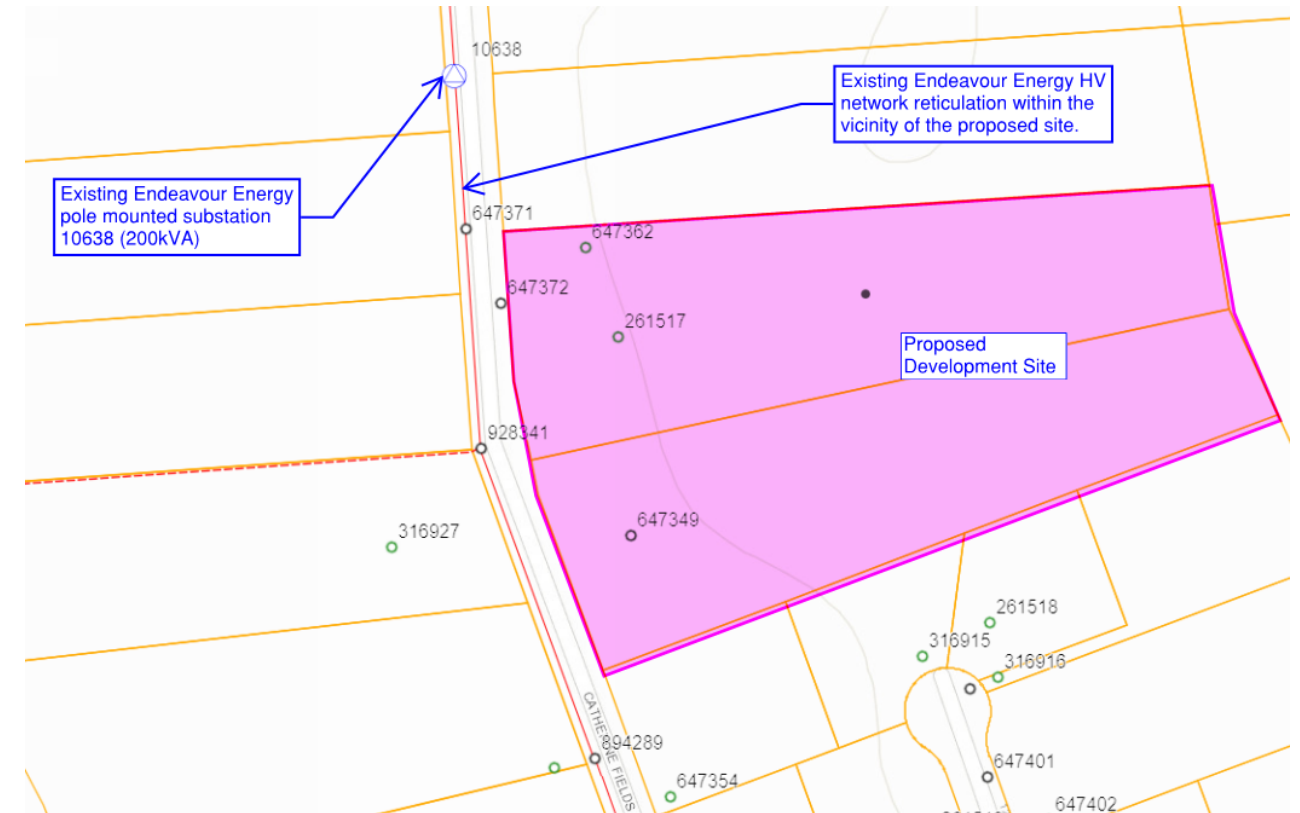 10638
Existing Endeavour Energy HV
network reticulation within the
vicinity of the proposed site.
Existing Endeavour Energy
pole mounted substation
10638 (200kVA)
647371
647362
647372
261517
Proposed
Development Site
928341
647349
316927
261518
316915
316916
CATHERINE FIELDS
894289
647354
647401
647402